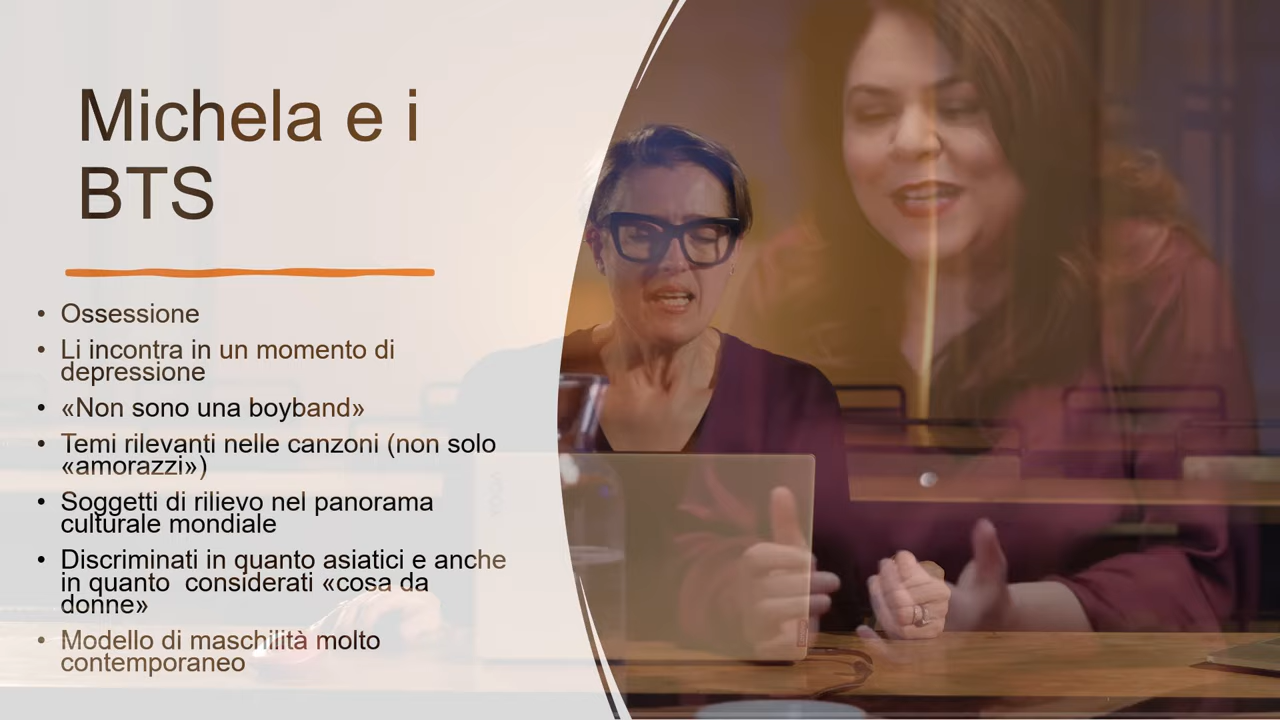 Michela e i
BTS
• Ossessione
• Li incontra in un momento di
depressione
• «Non sono una boyband»
• Temi rilevanti nelle canzoni (non solo
«amorazzi»)
• Soggetti di rilievo nel panorama
culturale mondiale
• Discriminati in quanto asiatici e anche
in quanto  considerati «cosa da
donne»
• Modello di maschilità molto
contemporaneo